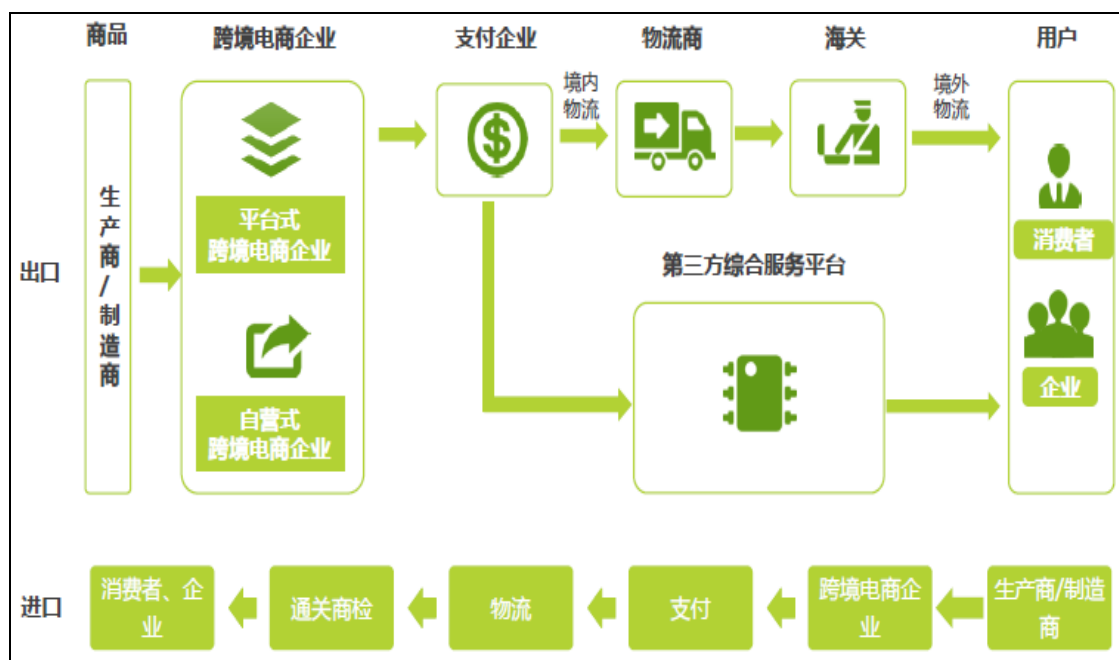 商品
跨境电商企业
支付企业
物流商
海关
用户
境内
物流
境外
物流
出口
生
产
商
/
制
造
商
平台式
跨境电商企业
自营式
跨境电商企业
$
第三方综合服务平台
消费者
企业
进口
消费者、企
业
通关商检
物流
支付
跨境电商企
业
生产商/制造
商